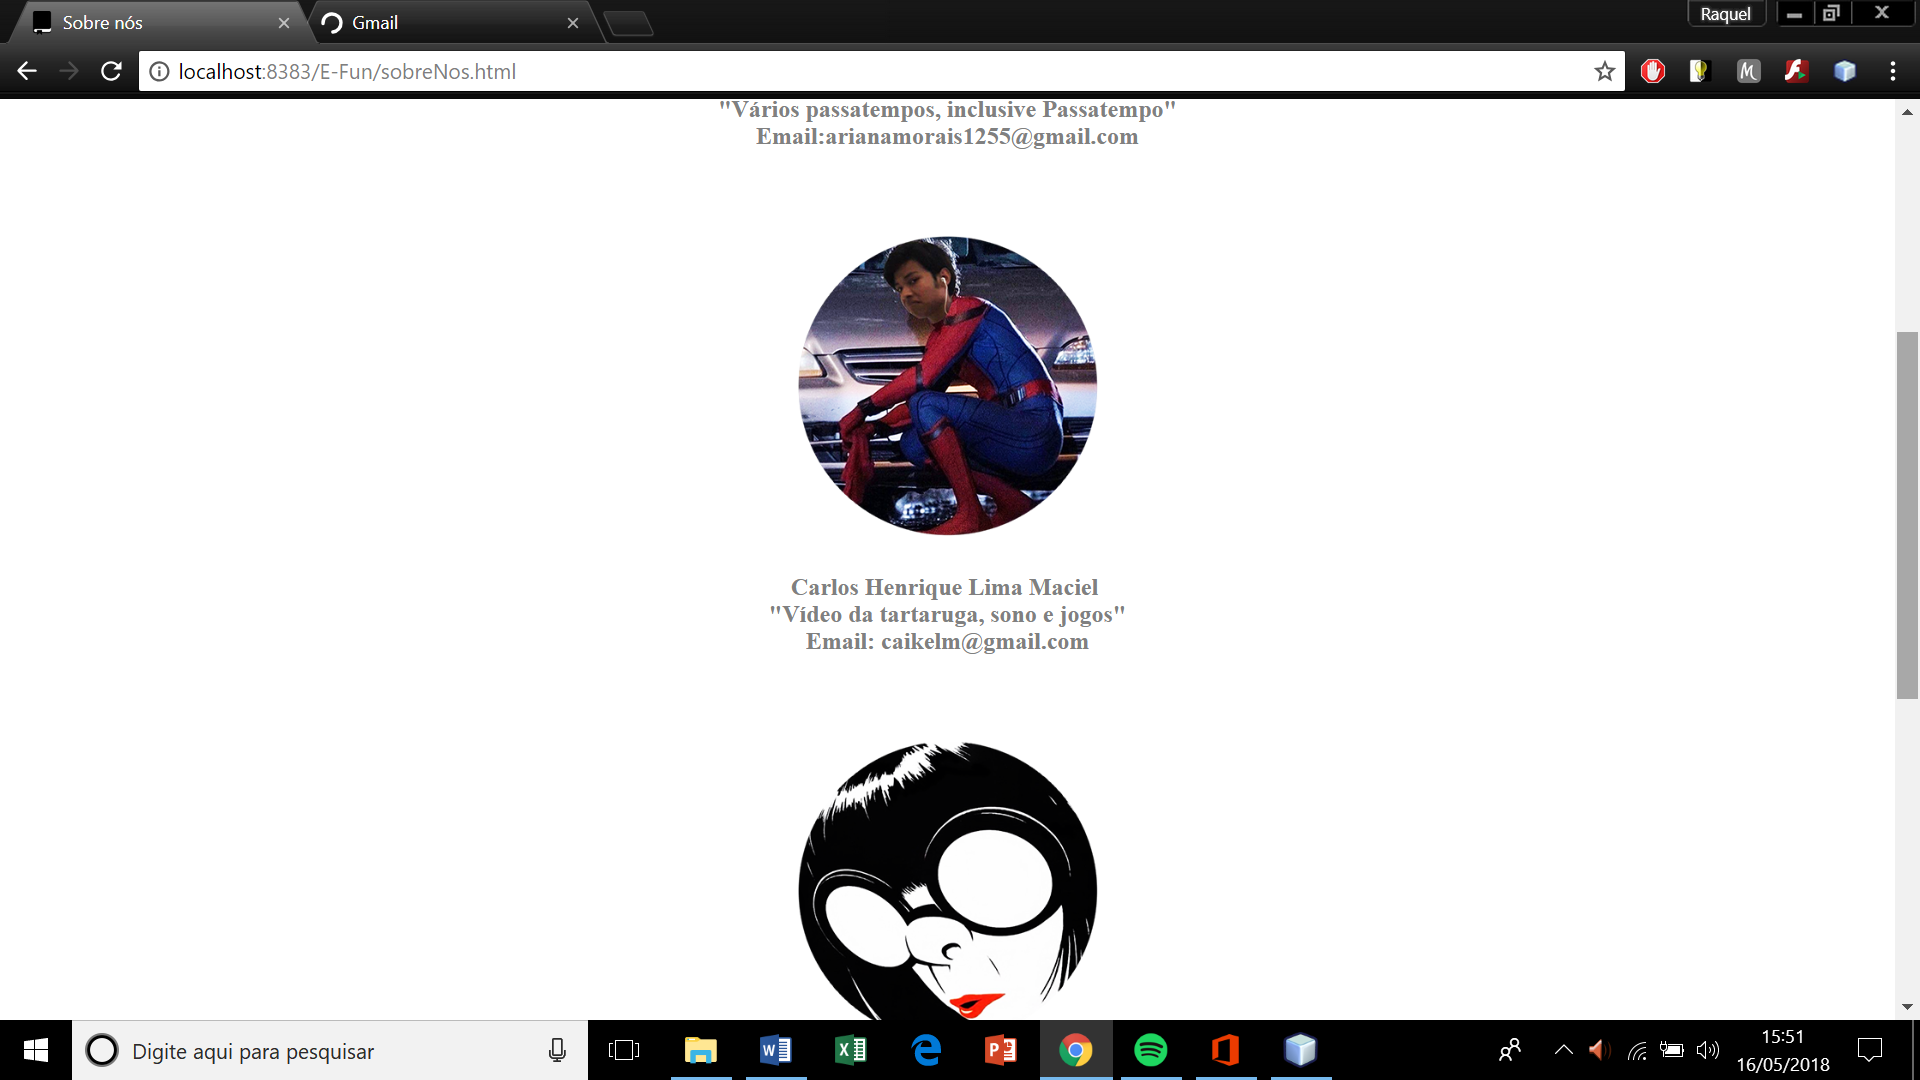 Sobre nós
Gmail
Raquel
localhost:8383/E-Fun/sobreNos.html
"Vários passatempos, inclusive Passatempo"
Email:arianamorais1255@gmail.com
Carlos Henrique Lima Maciel
"Vídeo da tartaruga, sono e jogos"
Email: caikelm@gmail.com
Digite aqui para pesquisar
15:51
16/05/2018